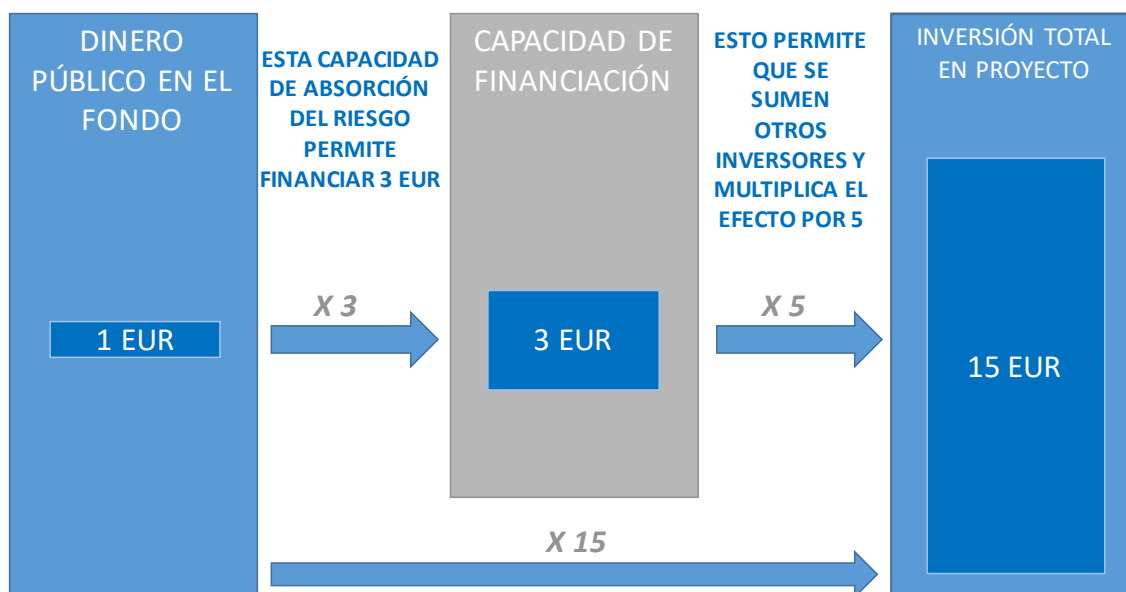 DINERO
PÚBLICO EN EL
FONDO
1 EUR
ESTA CAPACIDAD
DE ABSORCIÓN
DEL RIESGO
PERMITE
FINANCIAR 3 EUR
X 3
CAPACIDAD DE
FINANCIACIÓN
3 EUR
ESTO PERMITE
QUE SE
SUMEN
OTROS
INVERSORES Y
MULTIPLICA EL
EFECTO POR 5
X 5
INVERSIÓN TOTAL
EN PROYECTO
15 EUR
X 15